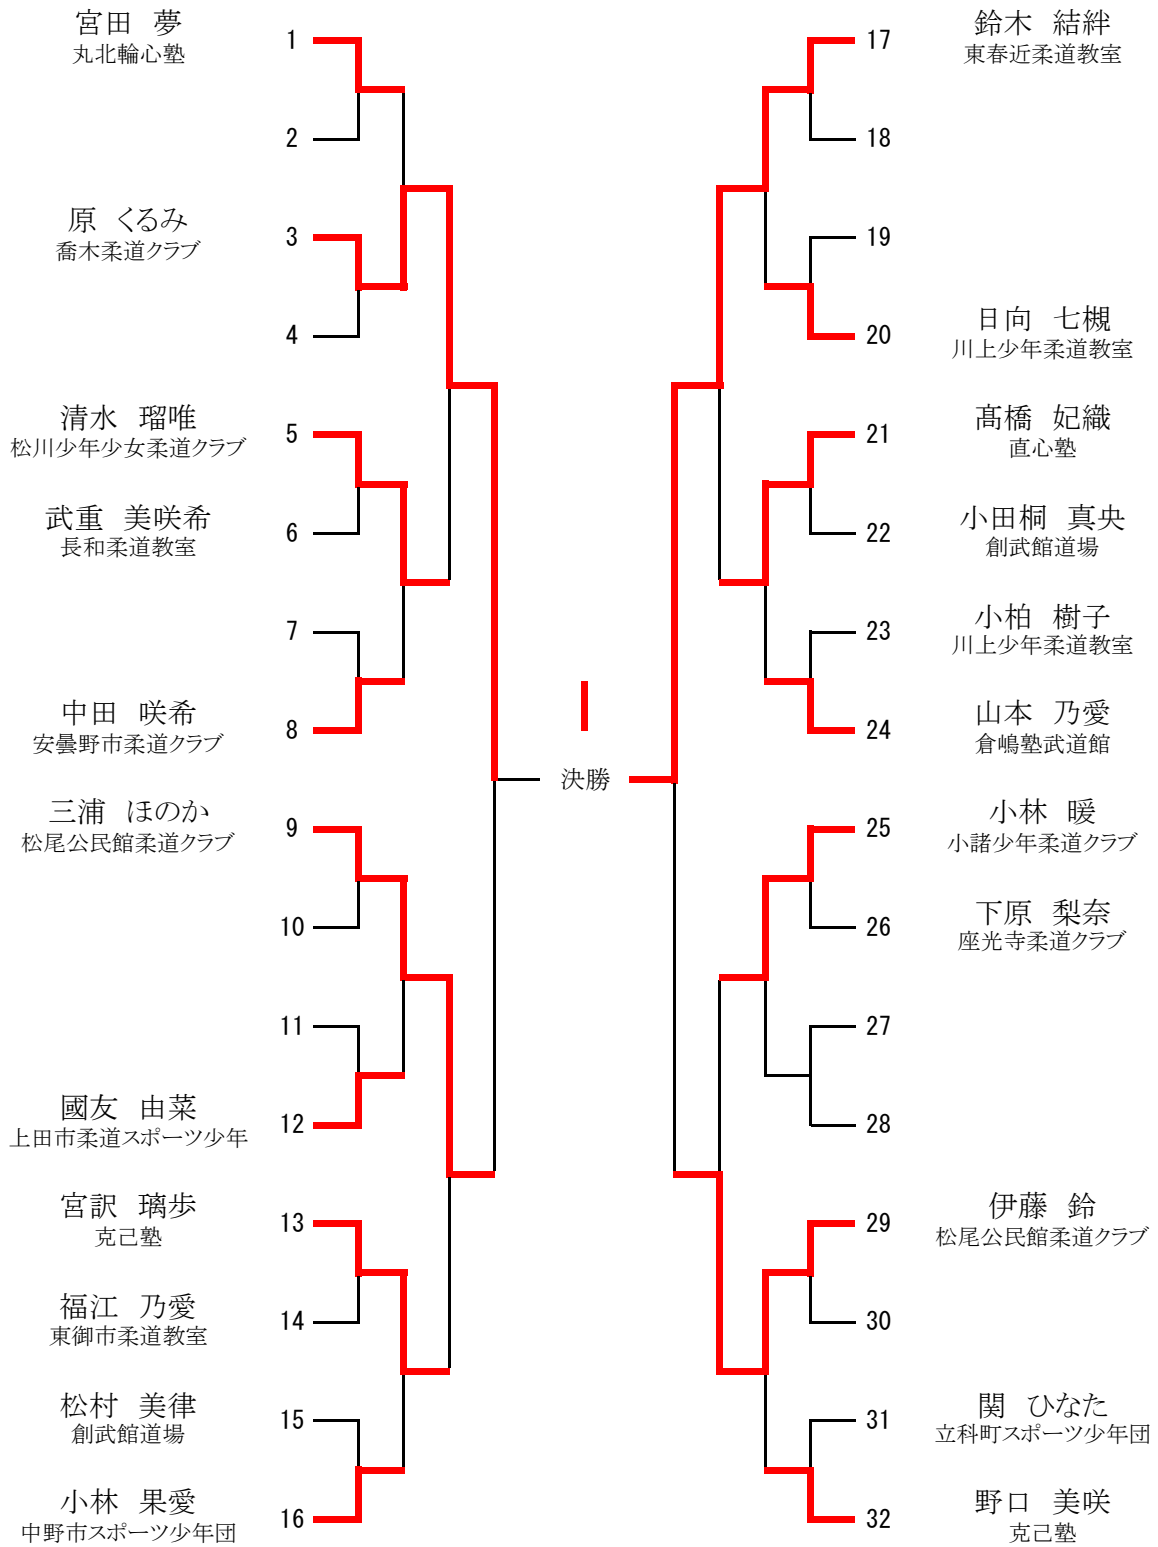 宮田 夢
丸北輪心塾
1
2
原 くるみ
喬木柔道クラブ
3
4
清水 瑠唯
松川少年少女柔道クラブ
5
武重 美咲希
長和柔道教室
6
7
中田 咲希
安曇野市柔道クラブ
8
三浦 ほのか
松尾公民館柔道クラブ
9
10
11
國友 由菜
上田市柔道スポーツ少年
12
宮訳 璃歩
克己塾
13
福江 乃愛
東御市柔道教室
14
松村 美律
創武館道場
15
小林 果愛
中野市スポーツ少年団
16
決勝
17
鈴木 結絆
東春近柔道教室
18
19
20
日向 七槻
川上少年柔道教室
21
髙橋 妃織
直心塾
22
小田桐 真央
創武館道場
23
小柏 樹子
川上少年柔道教室
24
山本 乃愛
倉嶋塾武道館
25
小林 暖
小諸少年柔道クラブ
26
下原 梨奈
座光寺柔道クラブ
27
28
29
伊藤 鈴
松尾公民館柔道クラブ
30
31
関 ひなた
立科町スポーツ少年団
32
野口 美咲
克己塾